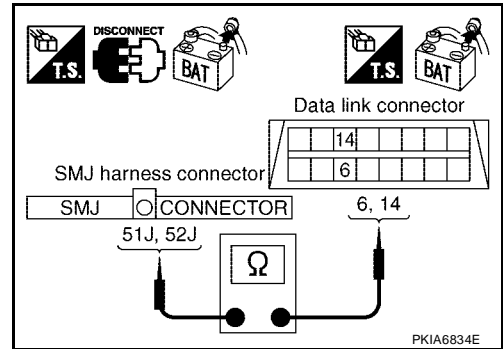 DISCONNECT
T.S.
BAT
T.S.
BAT
Data link connector
14
6
SMJ harness connector
SMJ CONNECTOR
51J, 52J
6, 14
Ω
PKIA6834E